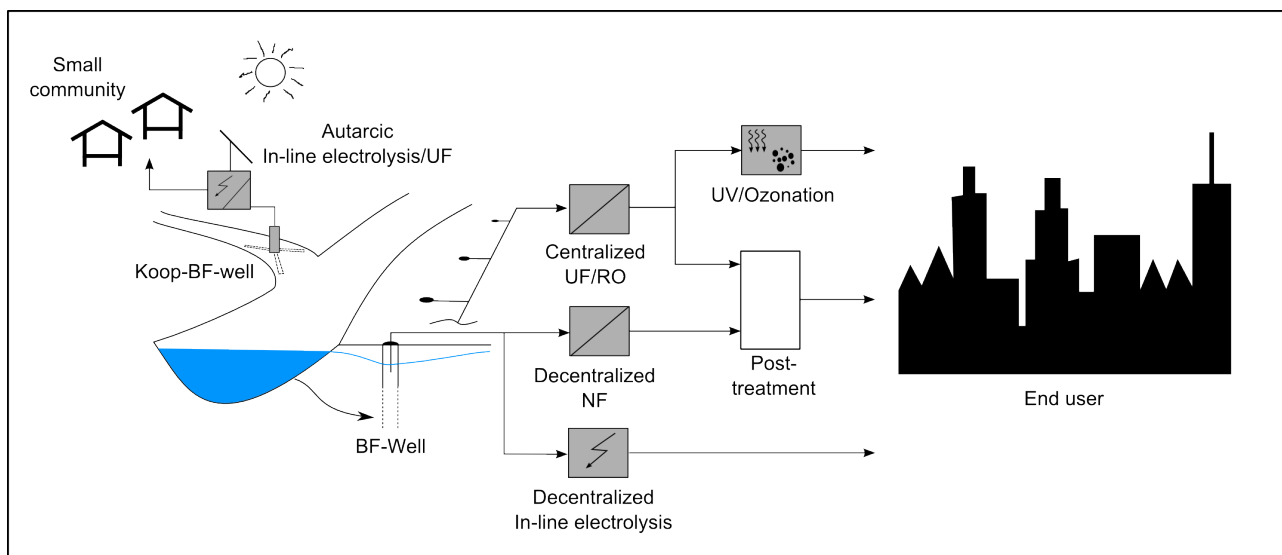 Small
community
Autarcic
In-line electrolysis/UF
Koop-BF-well
BF-Well
Centralized
UF/RO
Decentralized
NF
Decentralized
In-line electrolysis
UV/Ozonation
Post-
treatment
End user